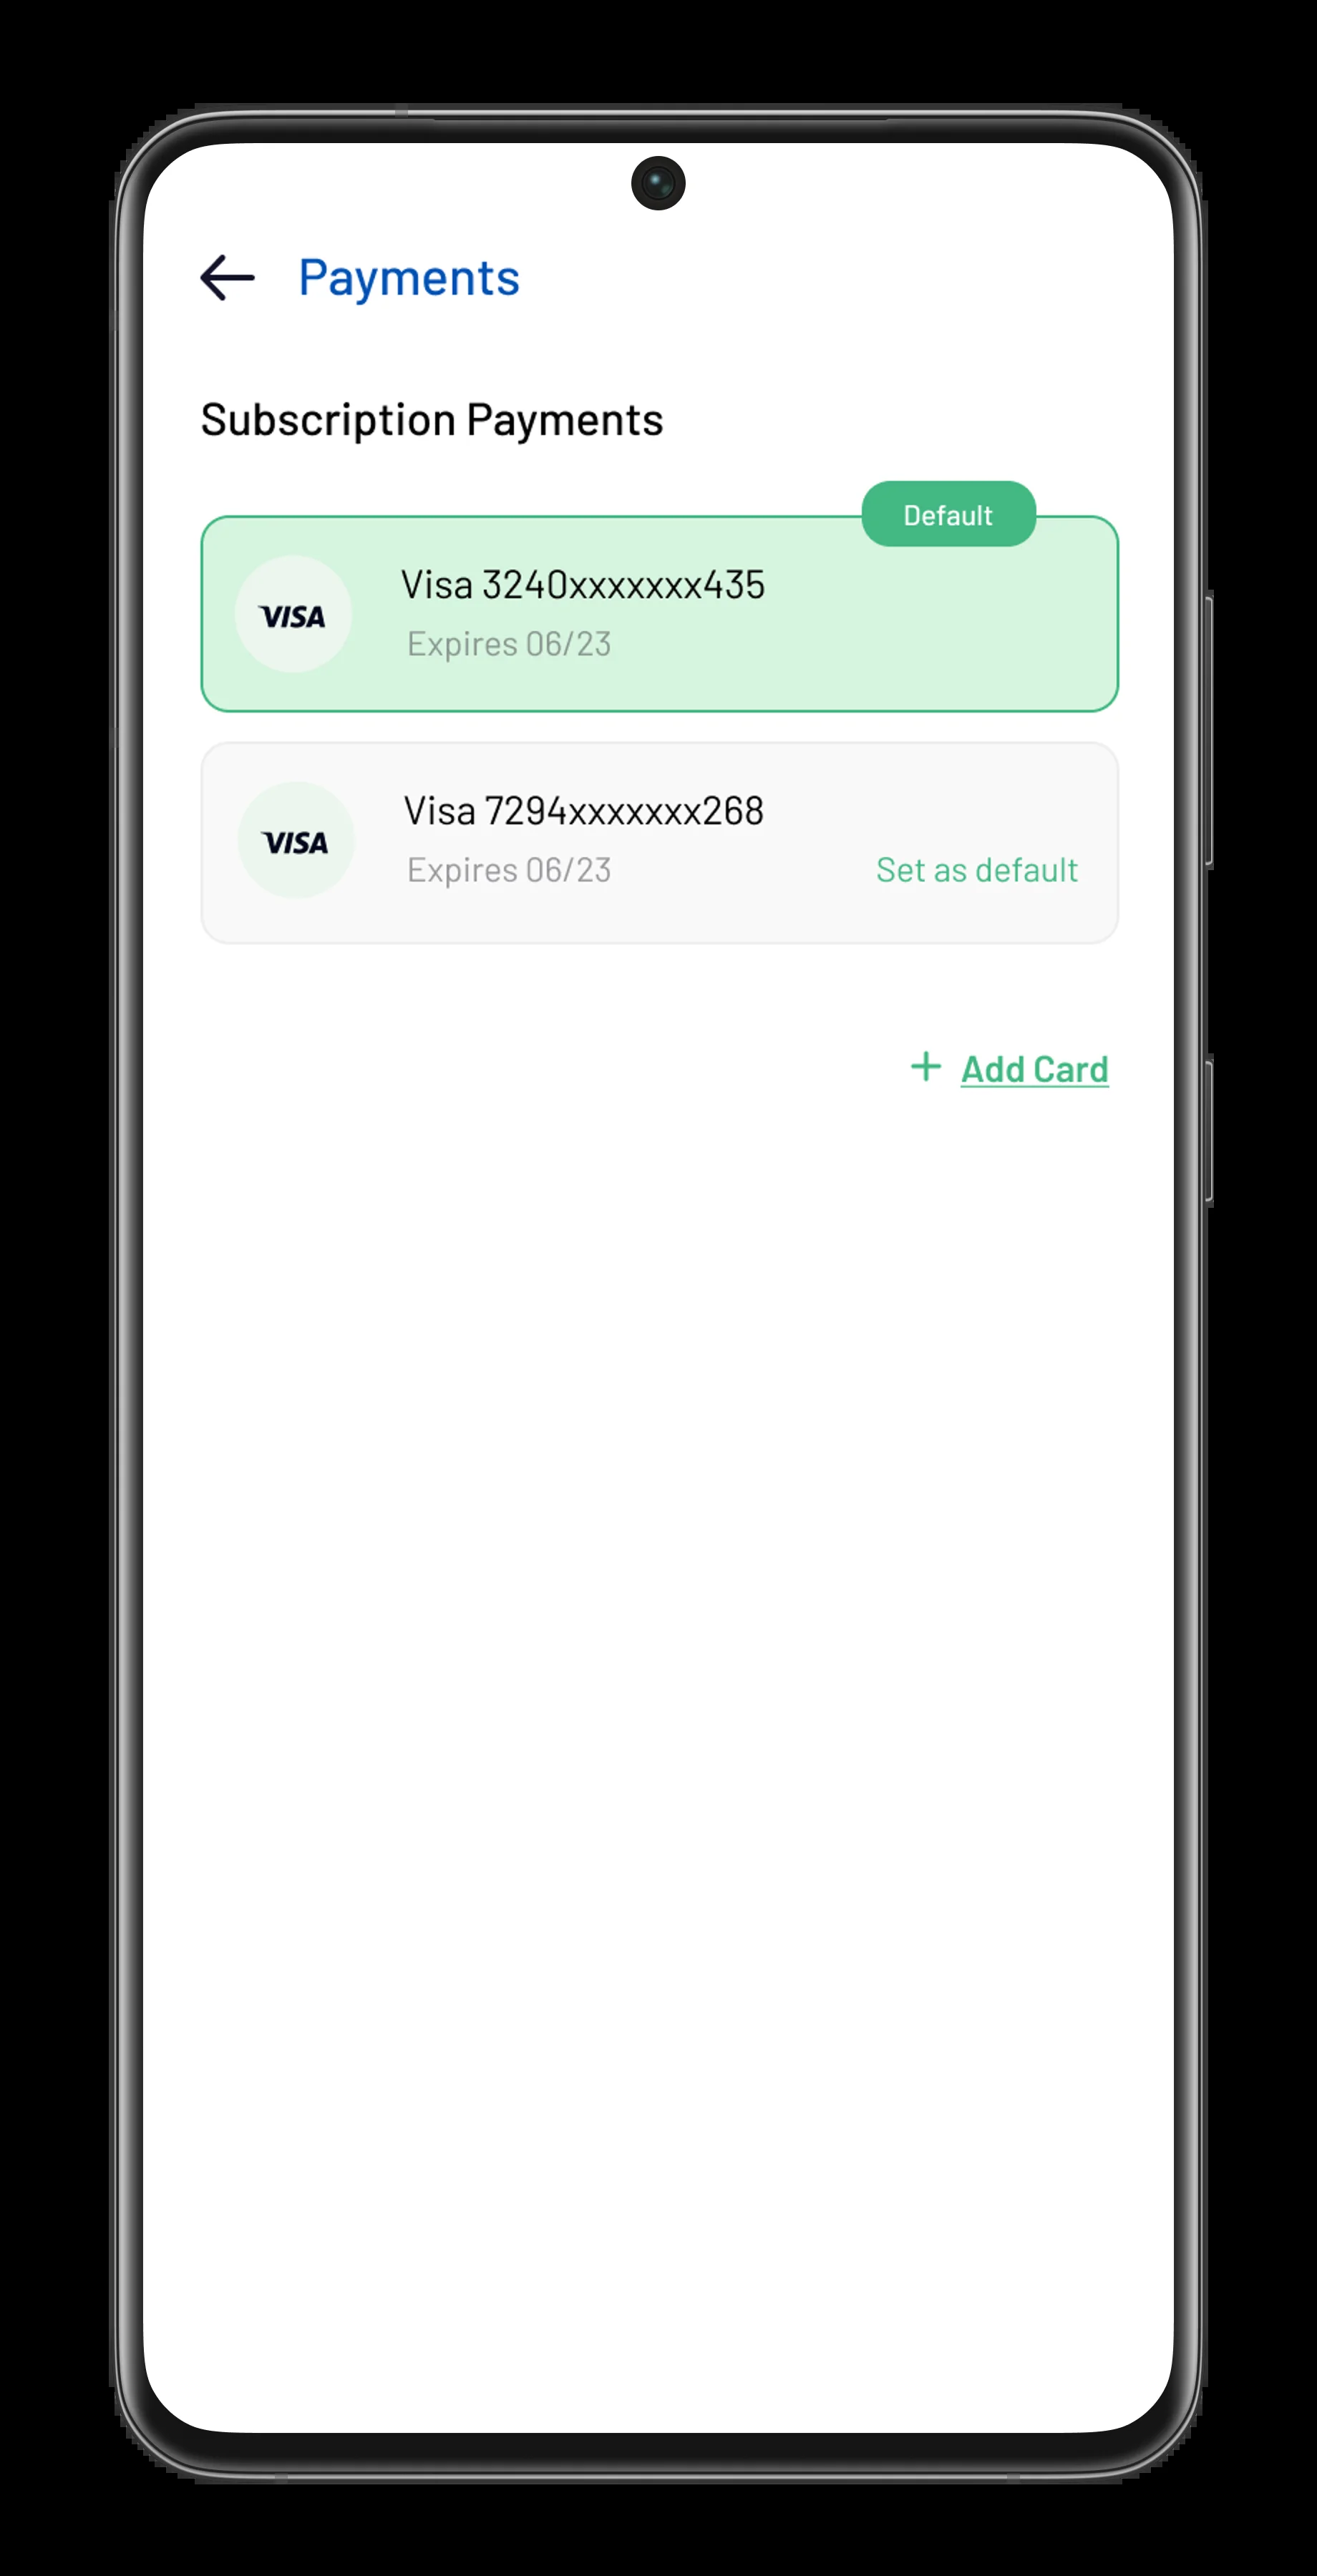 Payments
Subscription Payments
Default
VISA
Visa 3240xxxxxxx435
Expires 06/23
VISA
Visa 7294xxxxxxx268
Expires 06/23
Set as default
+ Add Card